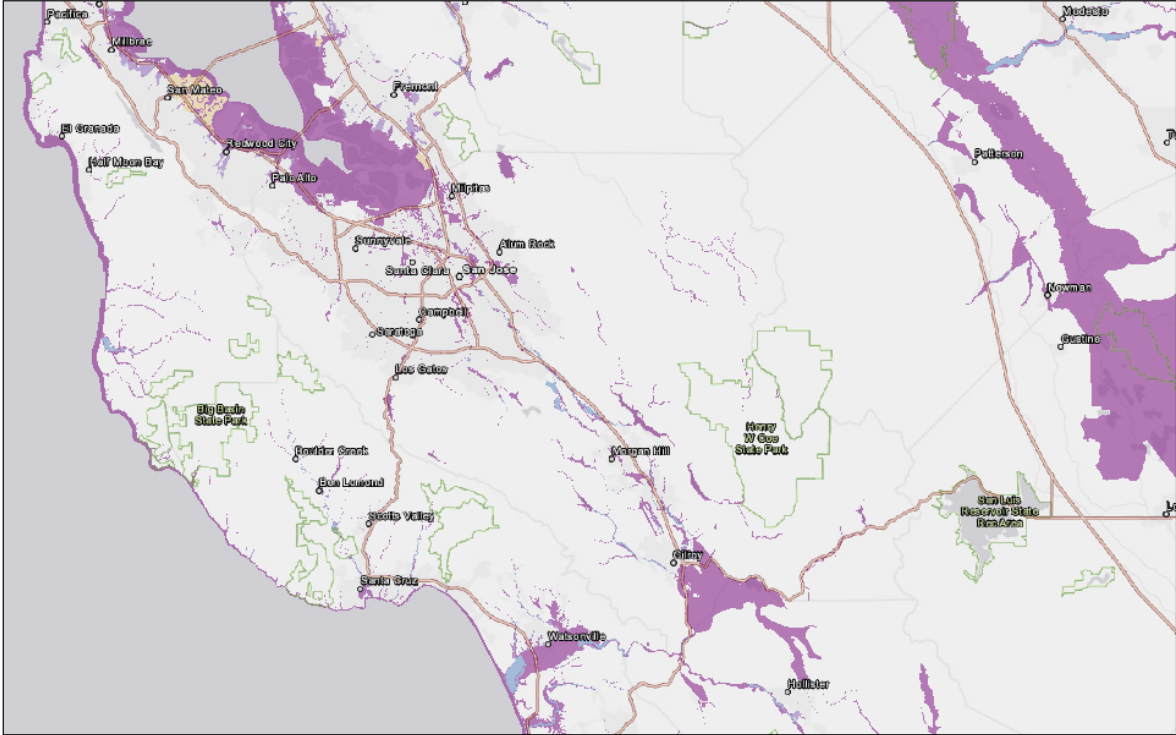 Pacifica
Modesto
Millbrae
San Mateo
Fremont
El Granada
Redwood City
Half Moon Bay
Patterson
Palo Alto
Milpitas
Sunnyvale
Alum Rock
Santa Clara
San Jose
Newman
Campbell
Saratoga
Gustine
Los Gatos
Big Basin
State Park
Henry
W Coe
State Park
Boulder Creek
Morgan Hill
Ben Lomond
San Luis
Reservoir State
Rec Area
Scotts Valley
Gilroy
Santa Cruz
Watsonville
Hollister